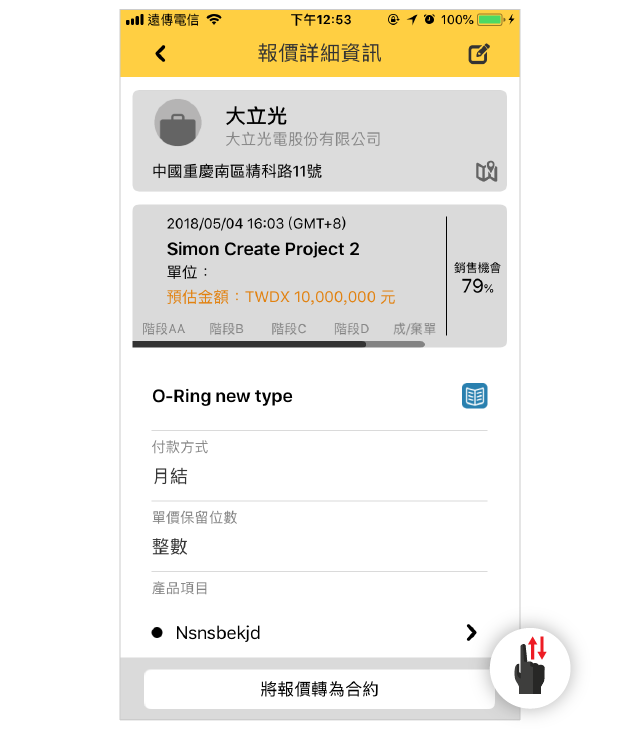 遠傳電信 下午12:53 100%
報價詳細資訊
大立光
大立光電股份有限公司
中國重慶南區精科路11號
2018/05/04 16:03 (GMT+8)
Simon Create Project 2
單位：
預估金額：TWDX 10,000,000 元
銷售機會
79%
階段AA 階段B 階段C 階段D 成/棄單
O-Ring new type
付款方式
月結
單價保留位數
整數
產品項目
Nsnsbekjd
將報價轉為合約